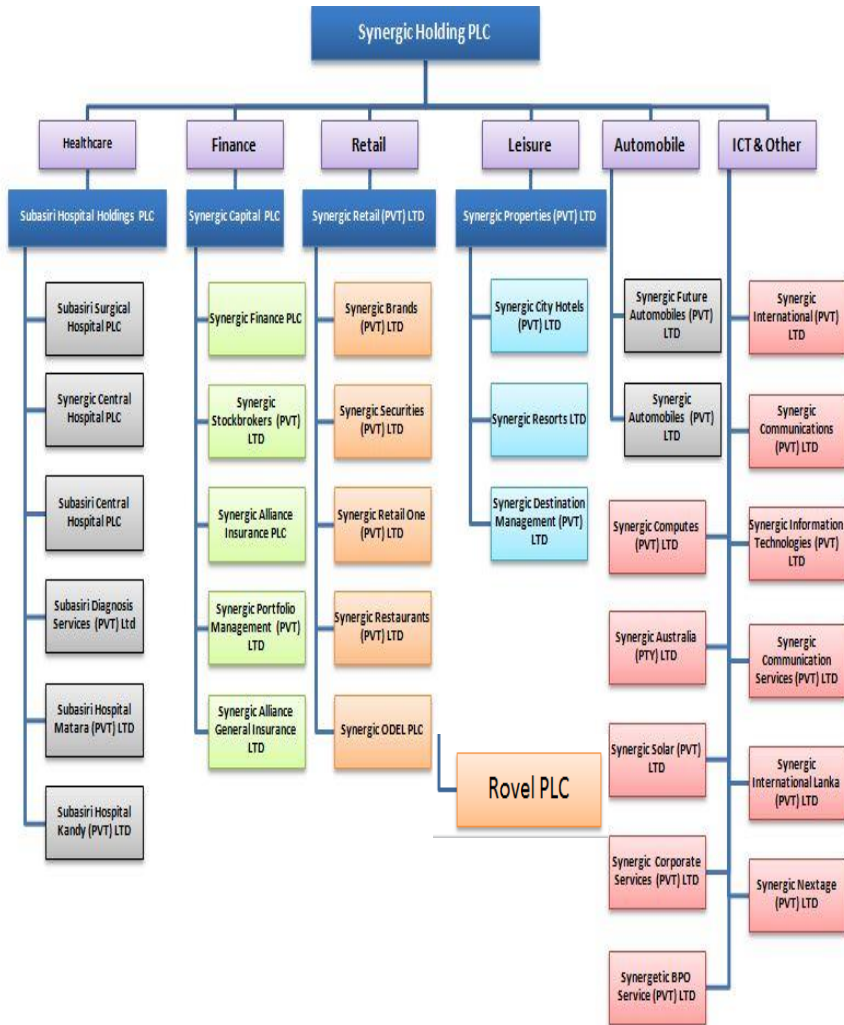 Synergic Holding PLC
Healthcare
Finance
Retail
Leisure
Automobile
ICT & Other
Subasiri Hospital Holdings PLC
Synergic Capital PLC
Synergic Retail (PVT) LTD
Synergic Properties (PVT) LTD
Subasiri Surgical
Hospital PLC
Synergic Central
Hospital PLC
Subasiri Central
Hospital PLC
Subasiri Diagnosis
Services (PVT) Ltd
Subasiri Hospital
Matara (PVT) LTD
Subasiri Hospital
Kandy (PVT) LTD
Synergic Finance PLC
Synergic
Stockbrokers (PVT)
LTD
Synergic Alliance
Insurance PLC
Synergic Portfolio
Management (PVT)
LTD
Synergic Alliance
General Insurance
LTD
Synergic Brands
(PVT) LTD
Synergic Securities
(PVT) LTD
Synergic Retail One
(PVT) LTD
Synergic Restaurants
(PVT) LTD
Synergic ODEL PLC
Rovel PLC
Synergic City Hotels
(PVT) LTD
Synergic Resorts LTD
Synergic Destination
Management (PVT)
LTD
Synergic Future
Automobiles (PVT)
LTD
Synergic
Automobiles (PVT)
LTD
Synergic Computes
(PVT) LTD
Synergic Australia
(PTY) LTD
Synergic Solar (PVT)
LTD
Synergic Corporate
Services (PVT) LTD
Synergetic BPO
Service (PVT) LTD
Synergic
International (PVT)
LTD
Synergic
Communications
(PVT) LTD
Synergic Information
Technologies (PVT)
LTD
Synergic
Communication
Services (PVT) LTD
Synergic
International Lanka
(PVT) LTD
Synergic Nextage
(PVT) LTD